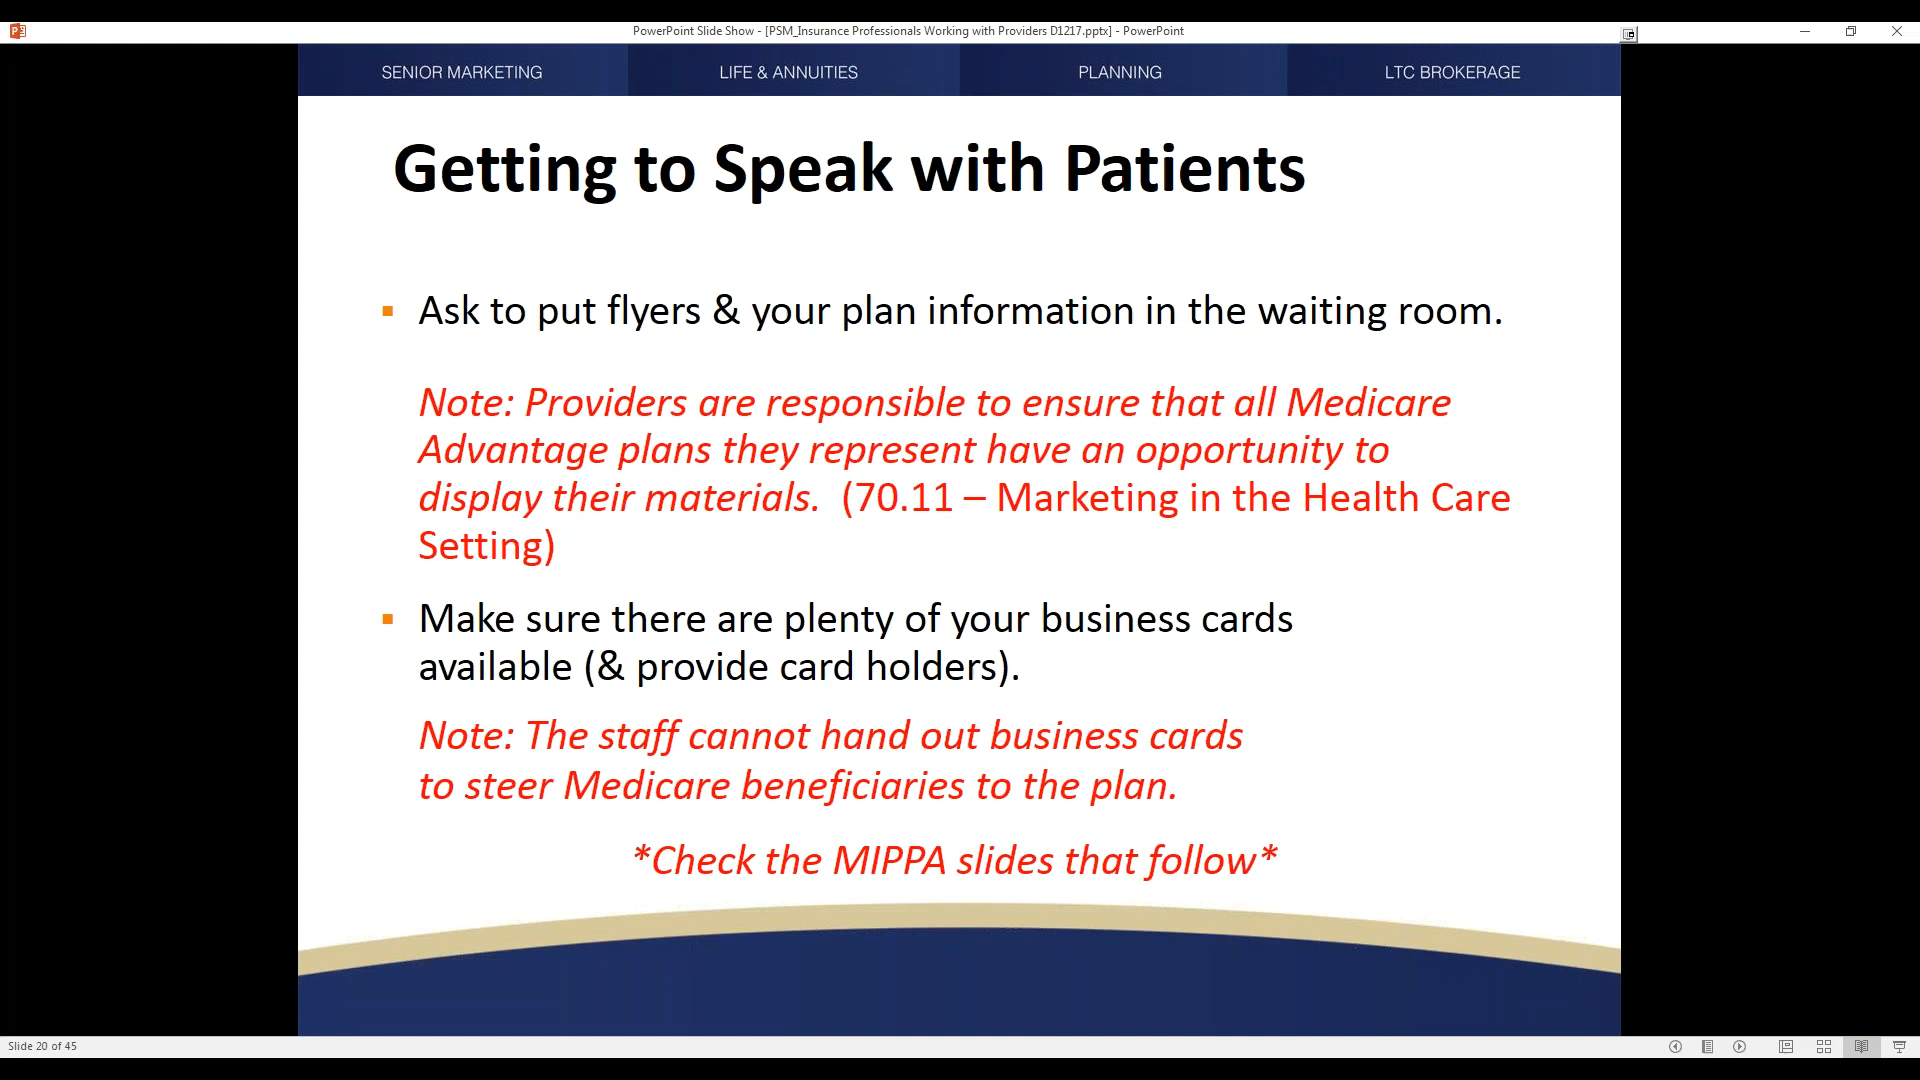 PowerPoint Slide Show - [PSM_Insurance Professionals Working with Providers D1217.pptx] - PowerPoint
SENIOR MARKETING
LIFE & ANNUITIES
PLANNING
LTC BROKERAGE
Getting to Speak with Patients
▪ Ask to put flyers & your plan information in the waiting room.
Note: Providers are responsible to ensure that all Medicare
Advantage plans they represent have an opportunity to
display their materials. (70.11 – Marketing in the Health Care
Setting)
▪ Make sure there are plenty of your business cards
available (& provide card holders).
Note: The staff cannot hand out business cards
to steer Medicare beneficiaries to the plan.
*Check the MIPPA slides that follow*
Slide 20 of 45